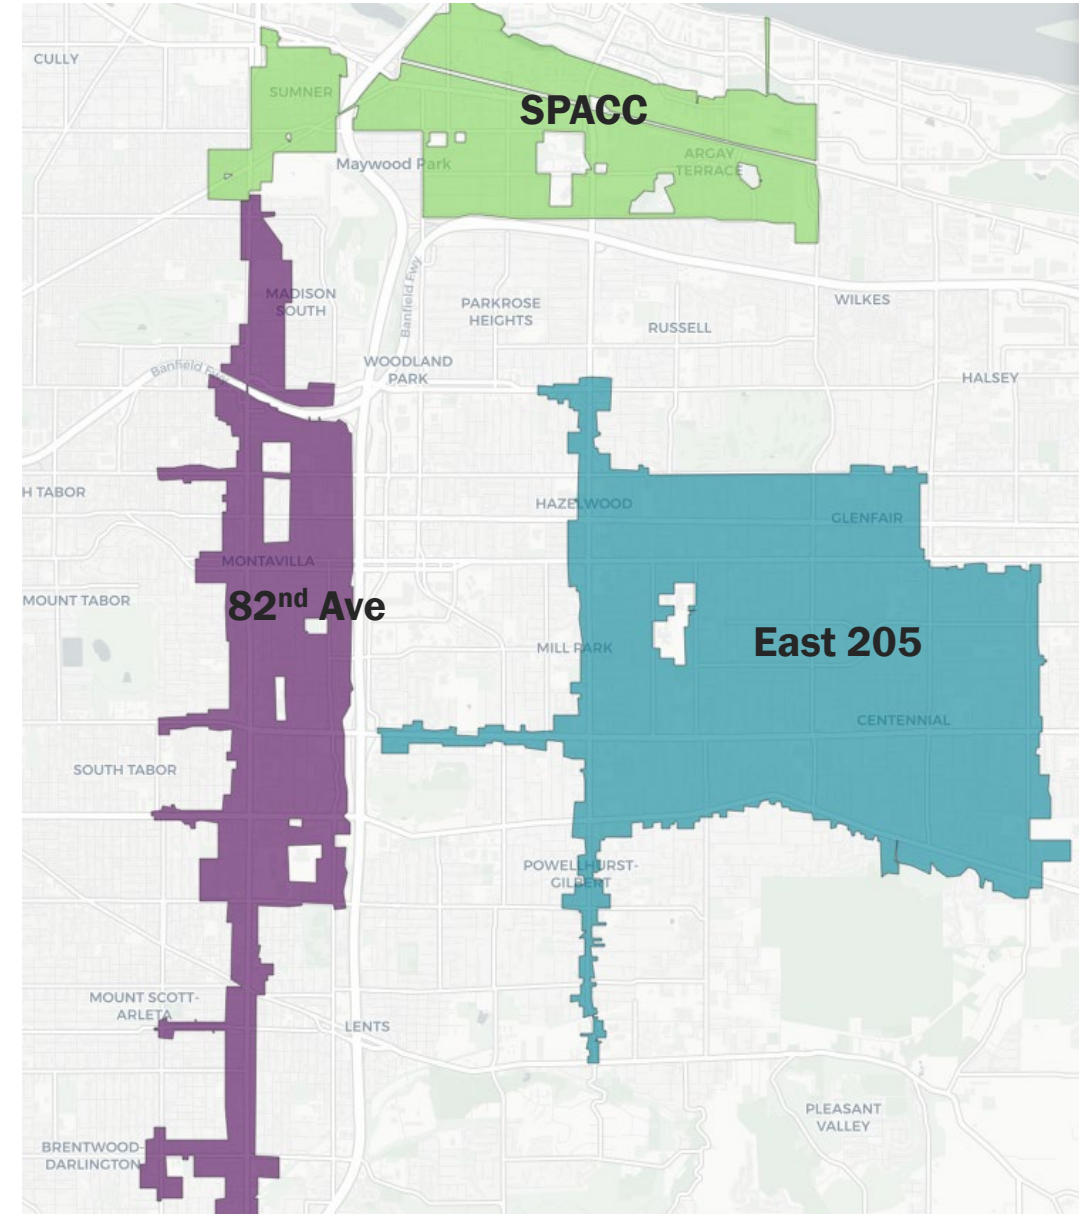 CULLY
SUMNER
SPACC
Maywood Park
ARGAY
TERRACE
MADISON
SOUTH
Banfield Fwy
PARKROSE
HEIGHTS
WILKES
RUSSELL
WOODLAND
PARK
Banfield Fwy
HALSEY
H TABOR
HAZELWOOD
GLENFAIR
MONTAVILLA
MOUNT TABOR
82nd Ave
East 205
MILL PARK
CENTENNIAL
SOUTH TABOR
POWELLHURST-
GILBERT
MOUNT SCOTT-
ARLETA
LENTS
PLEASANT
VALLEY
BRENTWOOD-
DARLINGTON